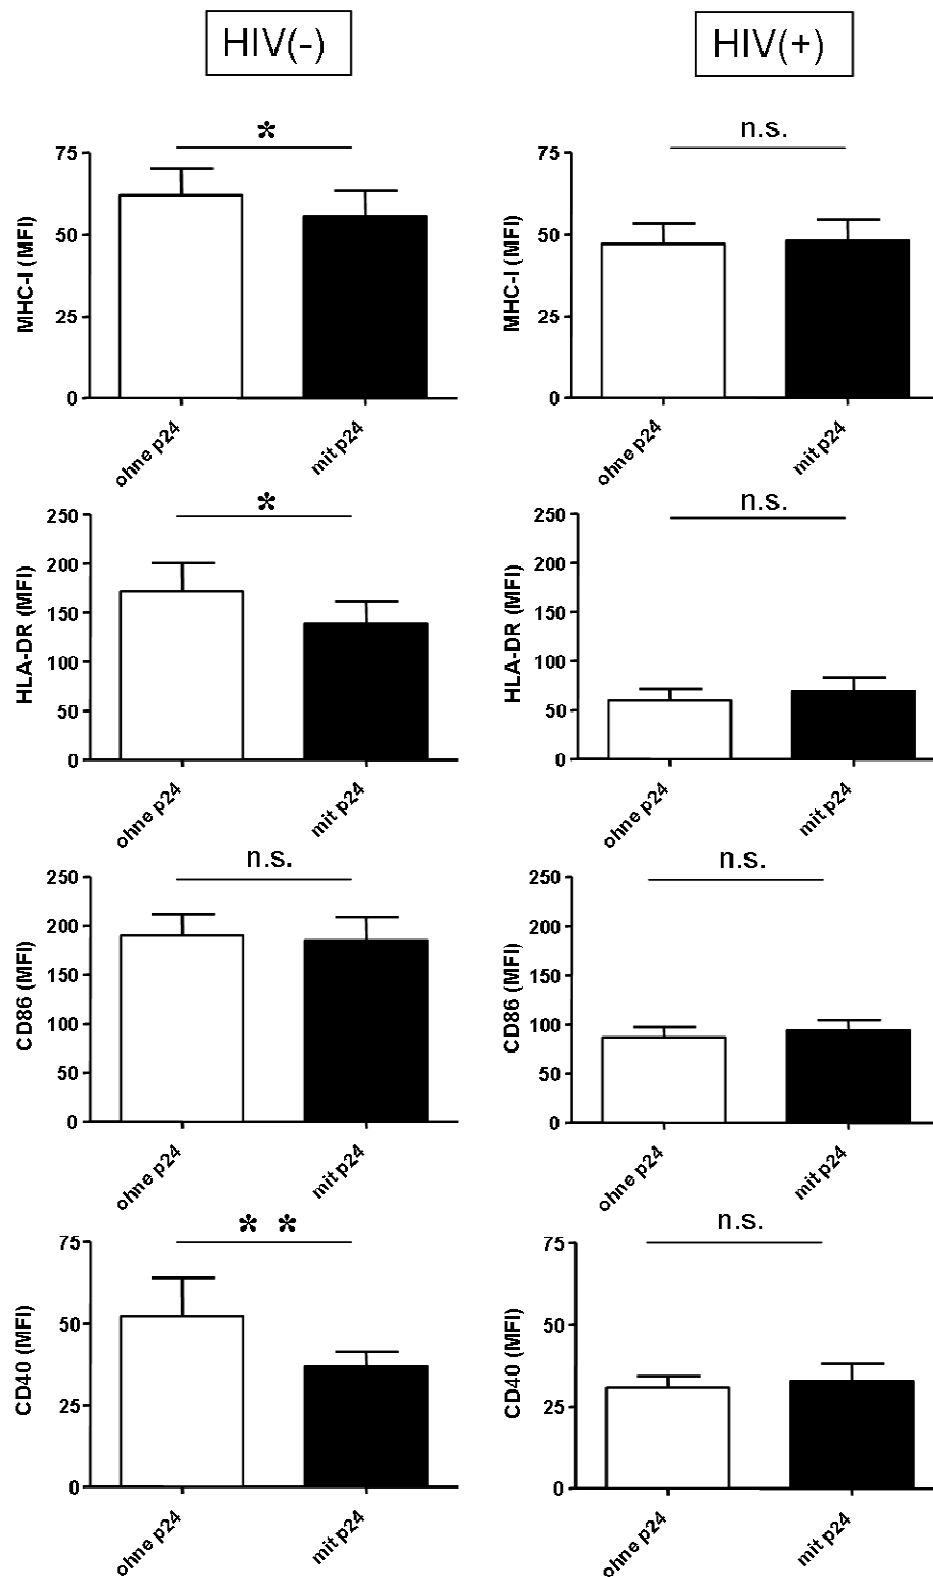 HIV(-)
HIV(+)
*
n.s.
75
50
25
0
MHC-I (MFI)
ohne p24
mit p24
75
50
25
0
MHC-I (MFI)
ohne p24
mit p24
*
n.s.
250
200
150
100
50
0
HLA-DR (MFI)
ohne p24
mit p24
250
200
150
100
50
0
HLA-DR (MFI)
ohne p24
mit p24
n.s.
n.s.
250
200
150
100
50
0
CD86 (MFI)
ohne p24
mit p24
250
200
150
100
50
0
CD86 (MFI)
ohne p24
mit p24
* *
n.s.
75
50
25
0
CD40 (MFI)
ohne p24
mit p24
75
50
25
0
CD40 (MFI)
ohne p24
mit p24